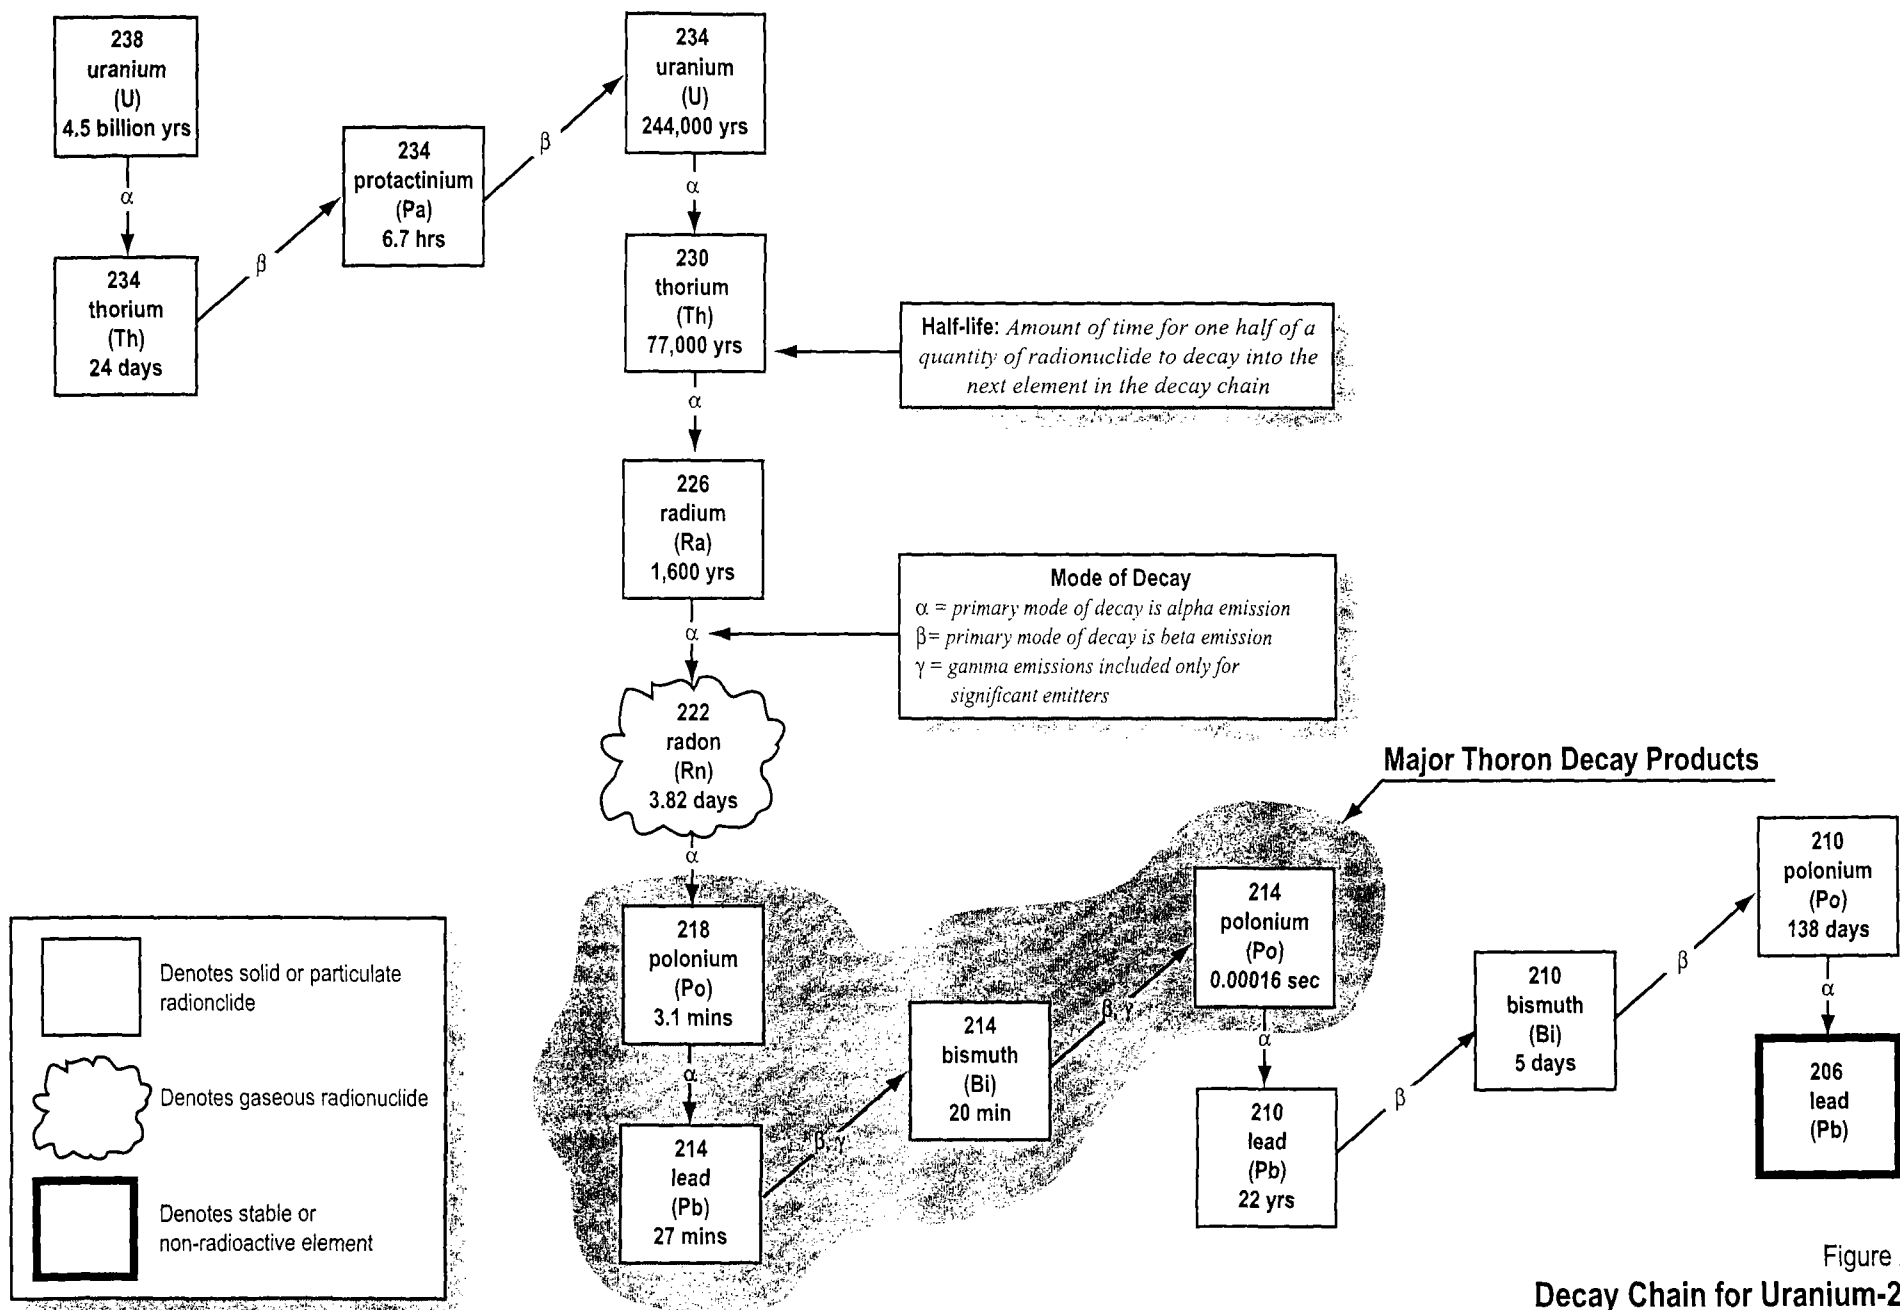 238
uranium
(U)
4.5 billion yrs
α
234
thorium
(Th)
24 days
β
234
protactinium
(Pa)
6.7 hrs
β
234
uranium
(U)
244,000 yrs
α
230
thorium
(Th)
77,000 yrs
Half-life: Amount of time for one half of a
quantity of radionuclide to decay into the
next element in the decay chain
α
226
radium
(Ra)
1,600 yrs
α
Mode of Decay
α = primary mode of decay is alpha emission
β= primary mode of decay is beta emission
γ = gamma emissions included only for
significant emitters
222
radon
(Rn)
3.82 days
α
Major Thoron Decay Products
218
polonium
(Po)
3.1 mins
α
214
lead
(Pb)
27 mins
β, γ
214
bismuth
(Bi)
20 min
β, γ
214
polonium
(Po)
0.00016 sec
α
210
lead
(Pb)
22 yrs
β
210
bismuth
(Bi)
5 days
β
210
polonium
(Po)
138 days
α
206
lead
(Pb)
Denotes solid or particulate
radionclide
Denotes gaseous radionuclide
Denotes stable or
non-radioactive element
Figure
Decay Chain for Uranium-2